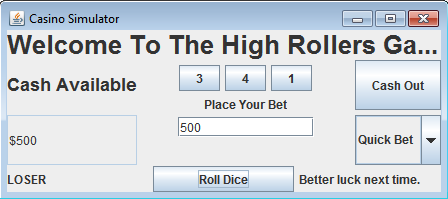 Casino Simulator
Welcome To The High Rollers Ga...
Cash Available
3 4 1
Cash Out
Place Your Bet
$500
500
Quick Bet
LOSER
Roll Dice
Better luck next time.